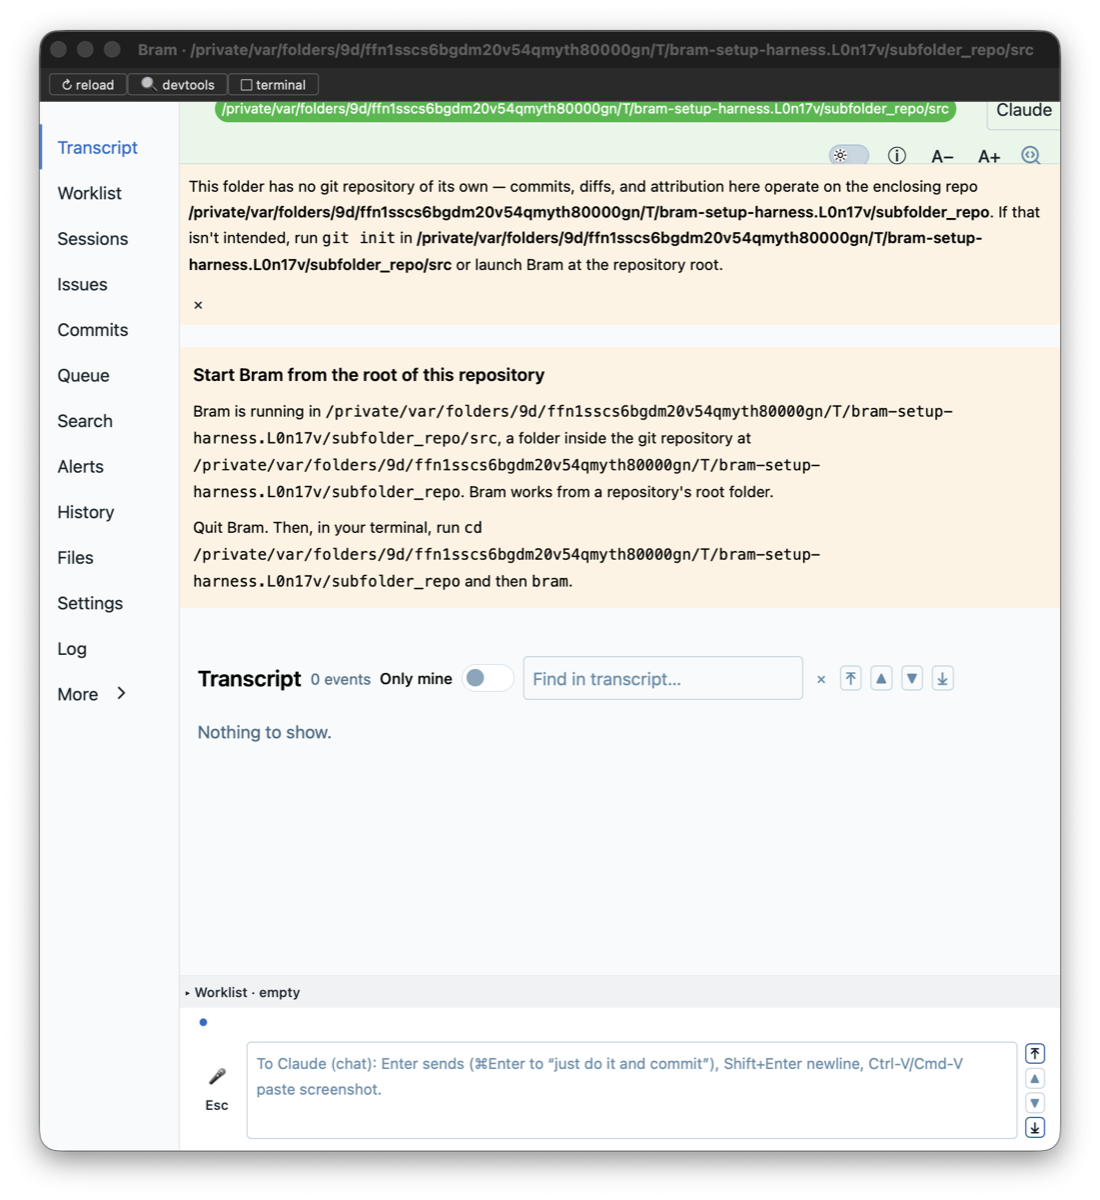 Bram · /private/var/folders/9d/ffn1sscs6bgdm20v54qmyth80000gn/T/bram-setup-harness.L0n17v/subfolder_repo/src
reload
devtools
terminal
/private/var/folders/9d/ffn1sscs6bgdm20v54qmyth80000gn/T/bram-setup-harness.L0n17v/subfolder_repo/src
Claude
A−
A+
Transcript
Worklist
Sessions
Issues
Commits
Queue
Search
Alerts
History
Files
Settings
Log
More
This folder has no git repository of its own — commits, diffs, and attribution here operate on the enclosing repo
/private/var/folders/9d/ffn1sscs6bgdm20v54qmyth80000gn/T/bram-setup-harness.L0n17v/subfolder_repo. If that
isn't intended, run git init in /private/var/folders/9d/ffn1sscs6bgdm20v54qmyth80000gn/T/bram-setup-
harness.L0n17v/subfolder_repo/src or launch Bram at the repository root.
×
Start Bram from the root of this repository
Bram is running in /private/var/folders/9d/ffn1sscs6bgdm20v54qmyth80000gn/T/bram-setup-
harness.L0n17v/subfolder_repo/src, a folder inside the git repository at
/private/var/folders/9d/ffn1sscs6bgdm20v54qmyth80000gn/T/bram-setup-
harness.L0n17v/subfolder_repo. Bram works from a repository's root folder.
Quit Bram. Then, in your terminal, run cd
/private/var/folders/9d/ffn1sscs6bgdm20v54qmyth80000gn/T/bram-setup-
harness.L0n17v/subfolder_repo and then bram.
Transcript 0 events Only mine Find in transcript... ×
Nothing to show.
Worklist · empty
To Claude (chat): Enter sends (⌘Enter to “just do it and commit”), Shift+Enter newline, Ctrl-V/Cmd-V
paste screenshot.
Esc